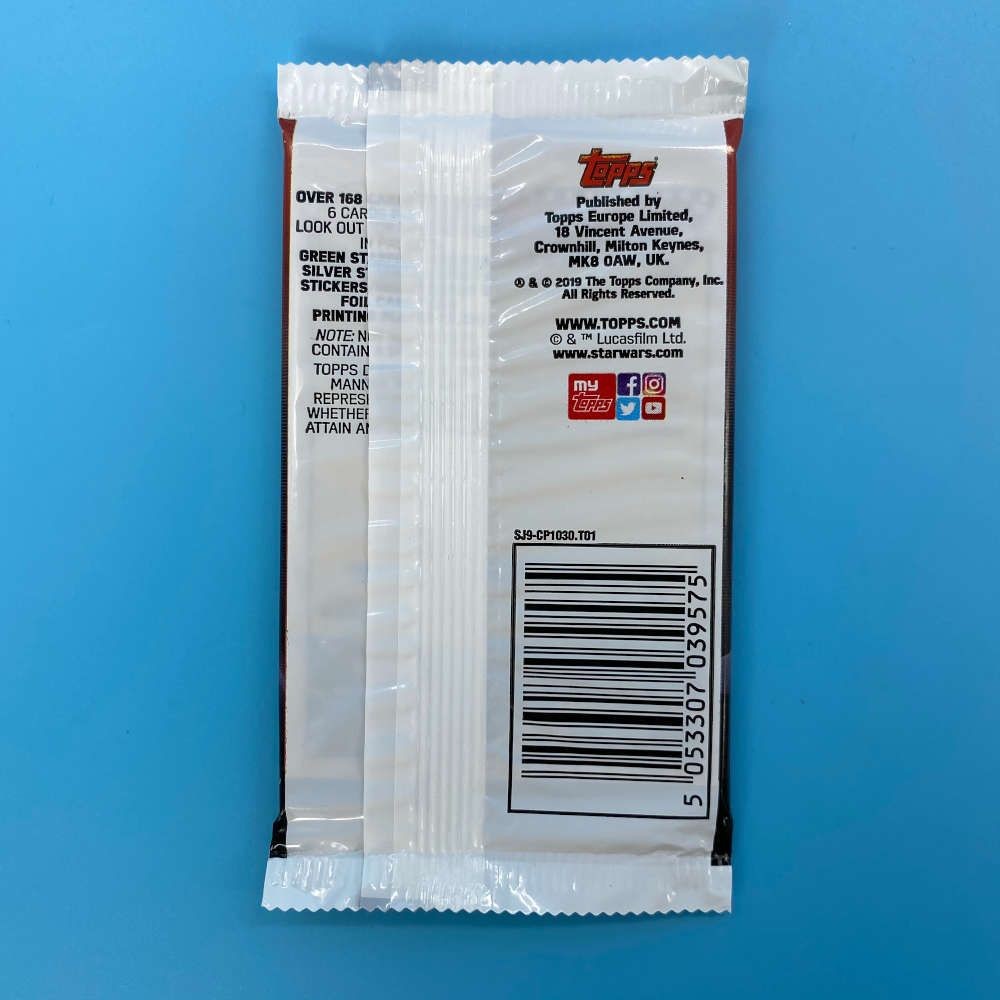 OVER 168
6 CAR
LOOK OUT
IN
GREEN ST
SILVER S
STICKERS
FOIL
PRINTIN
NOTE: N
CONTAIN
TOPPS D
MANN
REPRES
WHETHER
ATTAIN A
TOPPS
Published by
Topps Europe Limited,
18 Vincent Avenue,
Crownhill, Milton Keynes,
MK8 0AW, UK.
® & © 2019 The Topps Company, Inc.
All Rights Reserved.
WWW.TOPPS.COM
© & ™ Lucasfilm Ltd.
www.starwars.com
my
TOPPS
SJ9-CP1030.T01
5 053307 039575